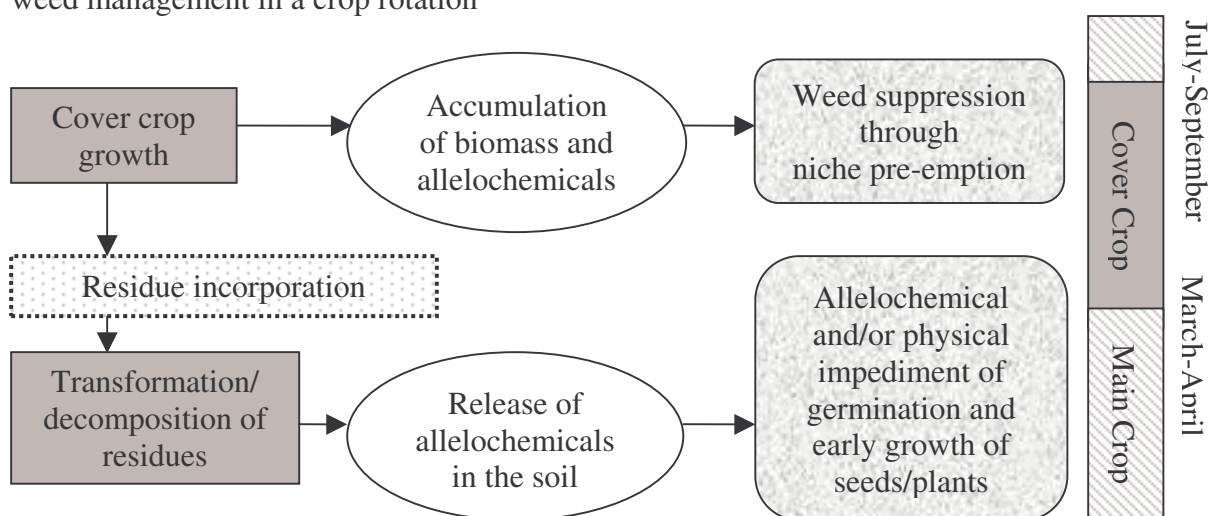 weed management in a crop rotation
Cover crop
growth
Accumulation
of biomass and
allelochemicals
Weed suppression
through
niche pre-emption
Residue incorporation
Transformation/
decomposition of
residues
Release of
allelochemicals
in the soil
Allelochemical
and/or physical
impediment of
germination and
early growth of
seeds/plants
Cover Crop
Main Crop
July-September
March-April